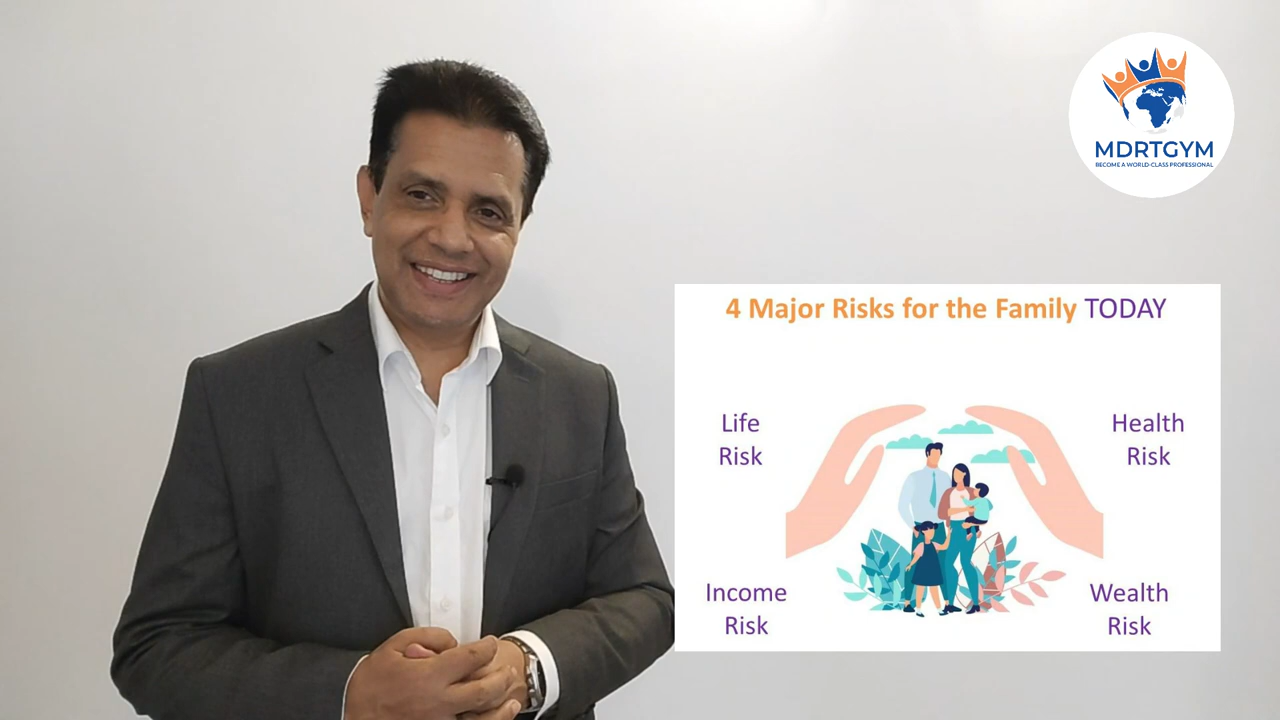 MDRTGYM
BECOME A WORLD CLASS PROFESSIONAL
4 Major Risks for the Family TODAY
Life
Risk
Health
Risk
Income
Risk
Wealth
Risk